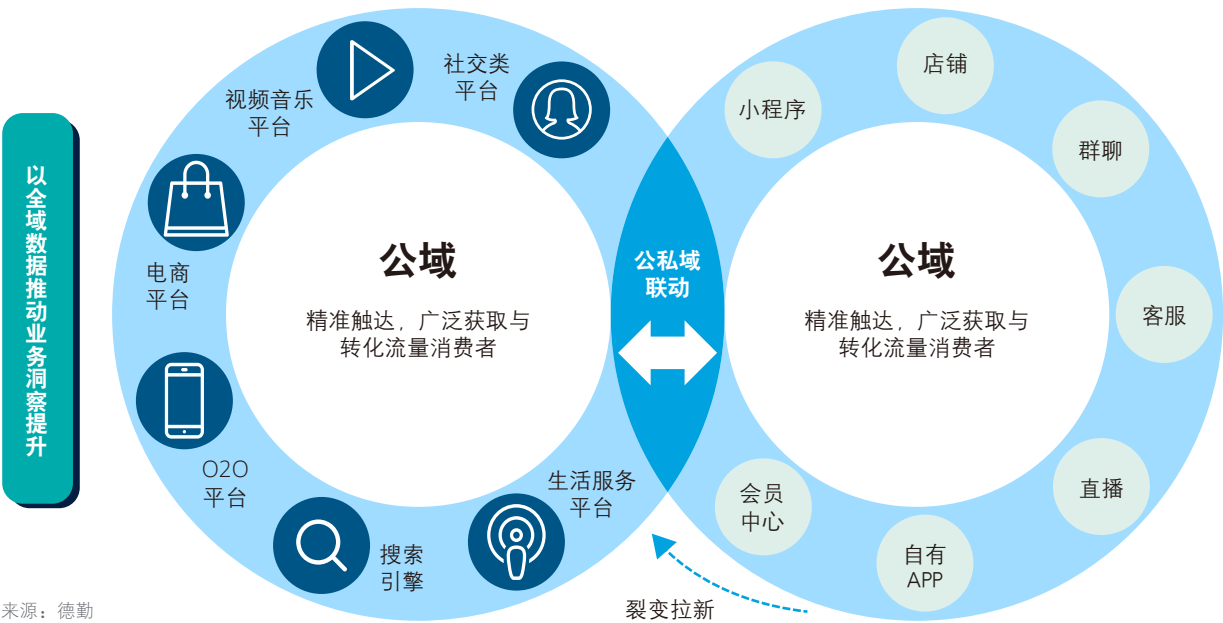 以全域数据推动业务洞察提升
社交类
平台
视频音乐
平台
电商
平台
O2O
平台
搜索
引擎
生活服务
平台
公域
精准触达，广泛获取与
转化流量消费者
公私域
联动
小程序
店铺
群聊
客服
直播
自有
APP
会员
中心
公域
精准触达，广泛获取与
转化流量消费者
裂变拉新
来源：德勤